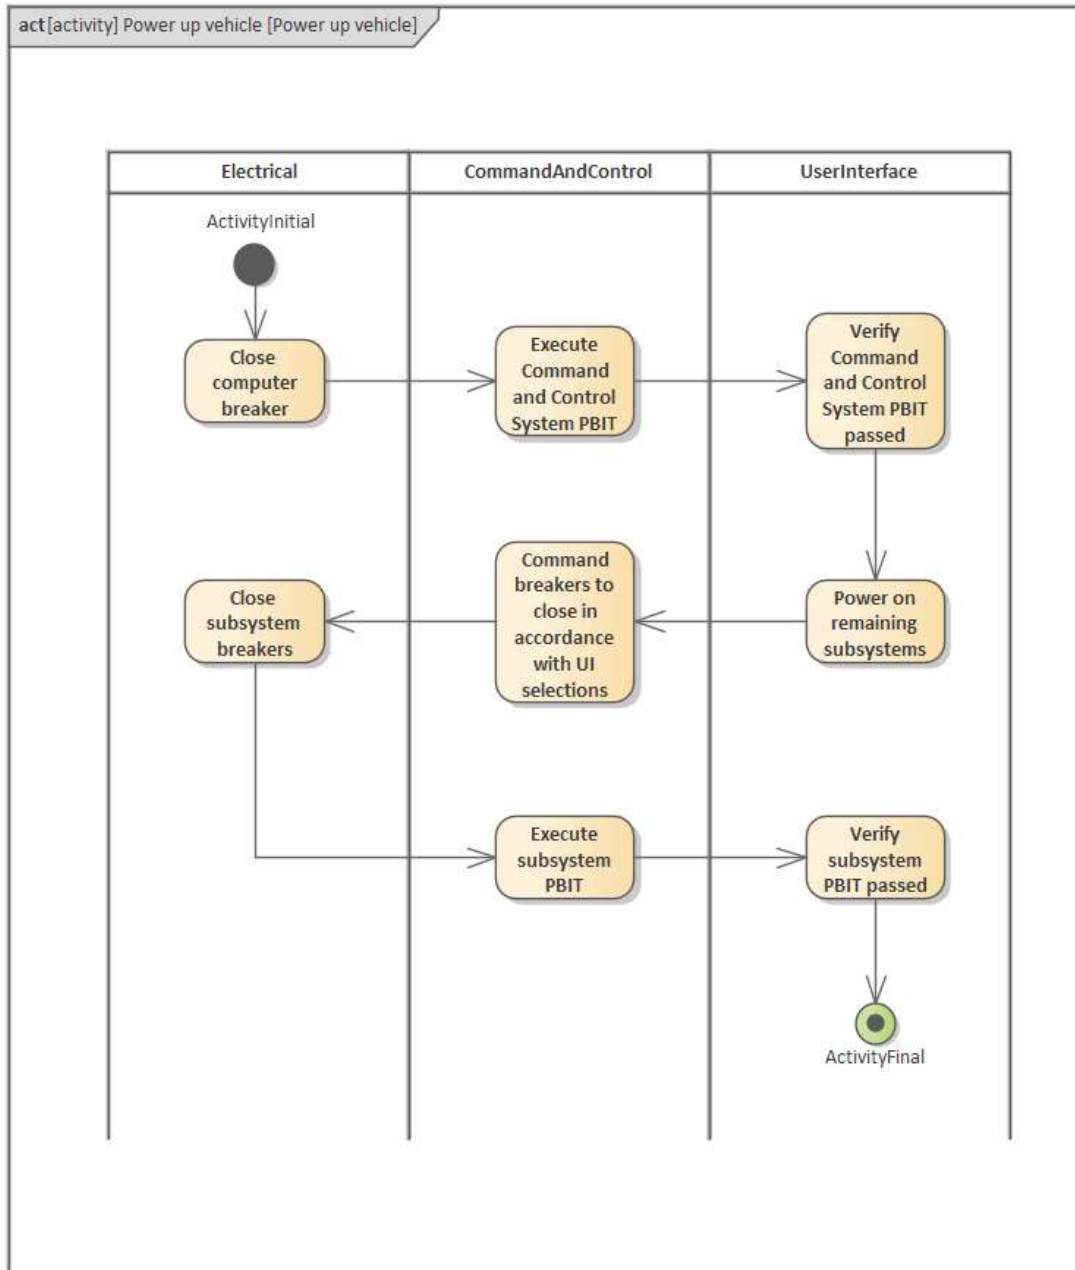 act [activity] Power up vehicle [Power up vehicle]
Electrical
CommandAndControl
UserInterface
ActivityInitial
Close
computer
breaker
Execute
Command
and Control
System PBIT
Verify
Command
and Control
System PBIT
passed
Power on
remaining
subsystems
Command
breakers to
close in
accordance
with UI
selections
Close
subsystem
breakers
Execute
subsystem
PBIT
Verify
subsystem
PBIT passed
ActivityFinal